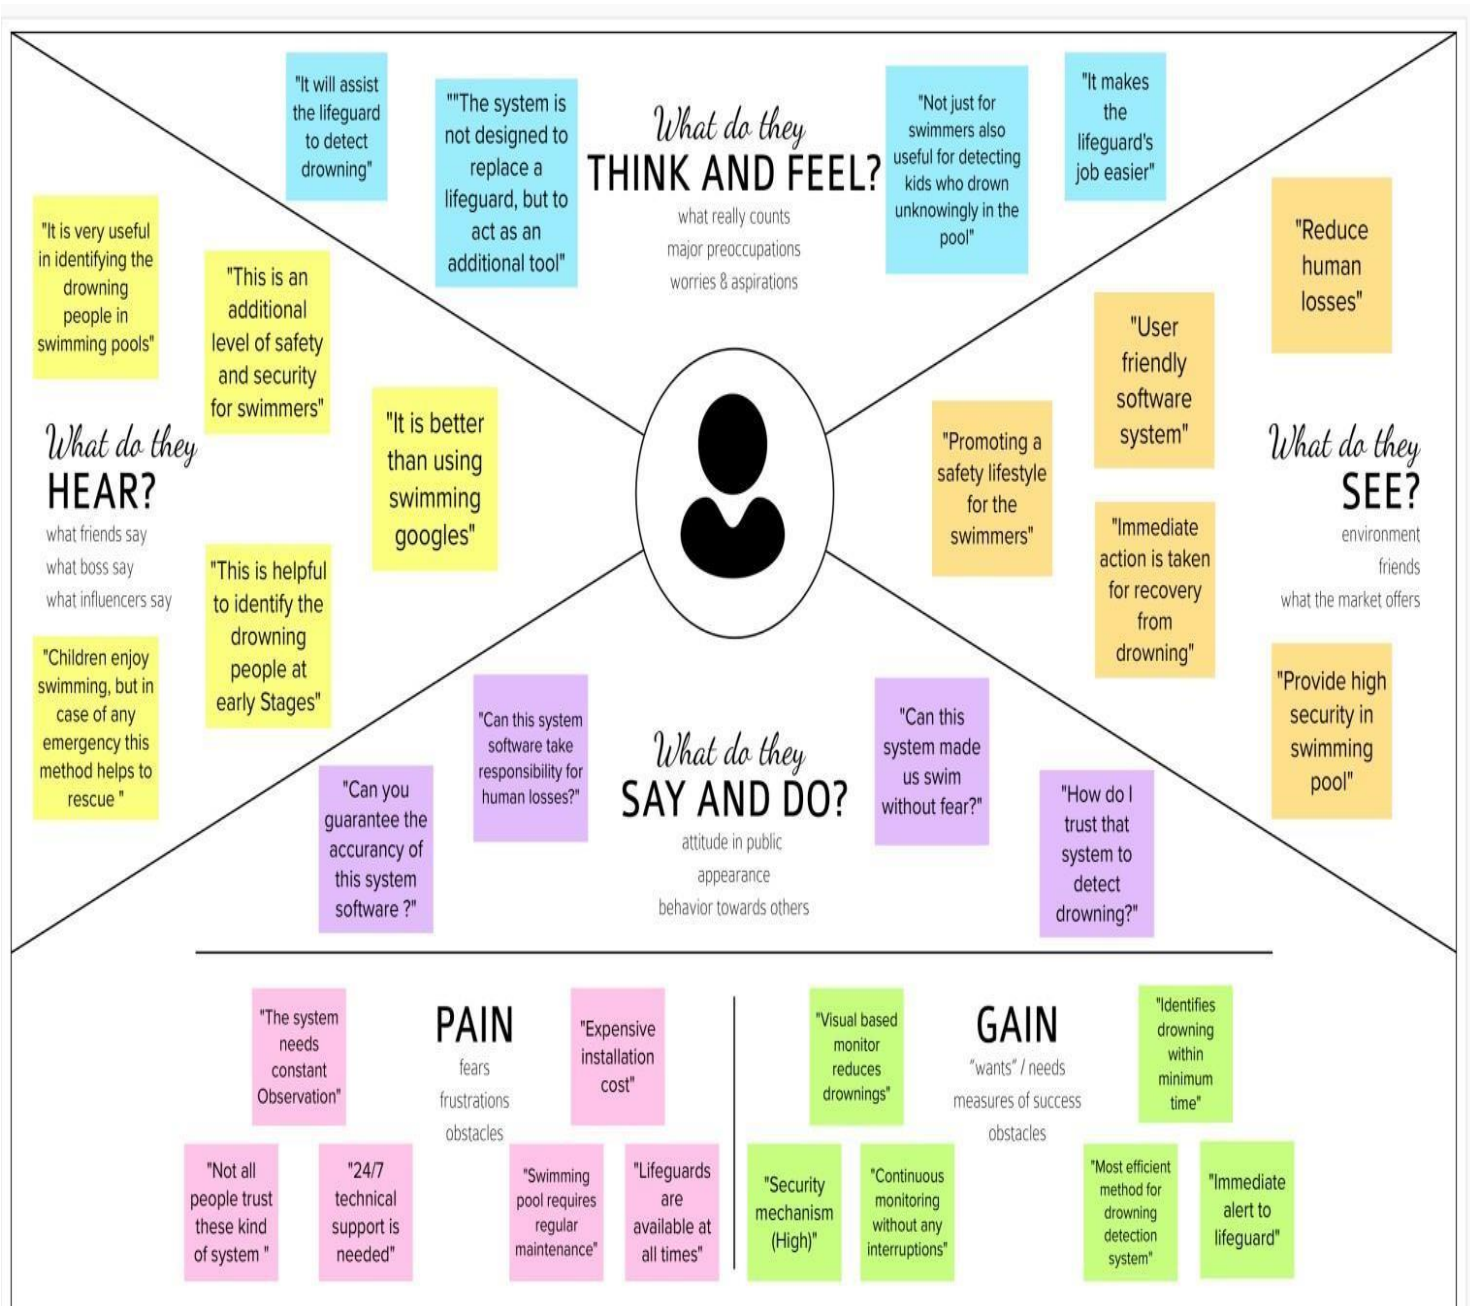 "It will assist
the lifeguard
to detect
drowning"
""The system is
not designed to
replace a
lifeguard, but to
act as an
additional tool"
What do they
THINK AND FEEL?
what really counts
major preoccupations
worries & aspirations
"Not just for
swimmers also
useful for detecting
kids who drown
unknowingly in the
pool"
"It makes
the
lifeguard's
job easier"
"It is very useful
in identifying the
drowning
people in
swimming pools"
"This is an
additional
level of safety
and security
for swimmers"
"It is better
than using
swimming
googles"
What do they
HEAR?
what friends say
what boss say
what influencers say
"This is helpful
to identify the
drowning
people at
early Stages"
"Children enjoy
swimming, but in
case of any
emergency this
method helps to
rescue "
"Reduce
human
losses"
"User
friendly
software
system"
"Promoting a
safety lifestyle
for the
swimmers"
What do they
SEE?
environment
friends
what the market offers
"Immediate
action is taken
for recovery
from
drowning"
"Provide high
security in
swimming
pool"
"Can you
guarantee the
accurancy of
this system
software ?"
"Can this system
software take
responsibility for
human losses?"
What do they
SAY AND DO?
attitude in public
appearance
behavior towards others
"Can this
system made
us swim
without fear?"
"How do I
trust that
system to
detect
drowning?"
"The system
needs
constant
Observation"
PAIN
fears
frustrations
obstacles
"Expensive
installation
cost"
"Not all
people trust
these kind
of system "
"24/7
technical
support is
needed"
"Swimming
pool requires
regular
maintenance"
"Lifeguards
are
available at
all times"
"Visual based
monitor
reduces
drownings"
GAIN
"wants" / needs
measures of success
obstacles
"Identifies
drowning
within
minimum
time"
"Security
mechanism
(High)"
"Continuous
monitoring
without any
interruptions"
"Most efficient
method for
drowning
detection
system"
"Immediate
alert to
lifeguard"